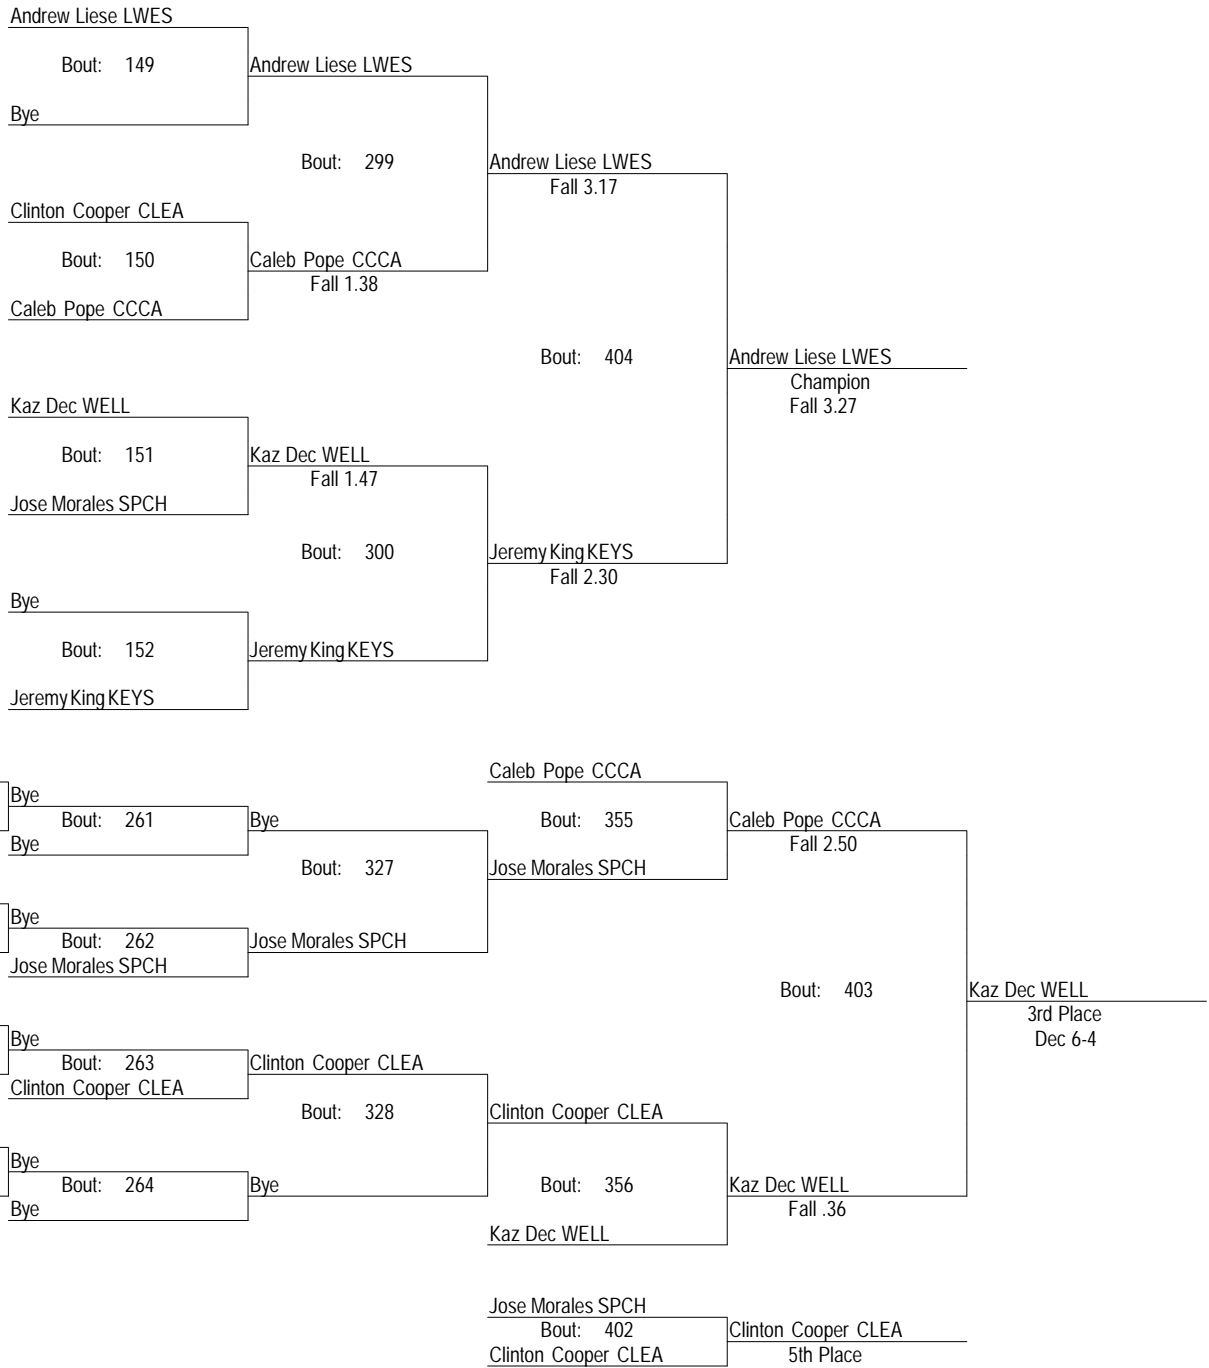 Andrew Liese LWES
Bout: 149
Andrew Liese LWES
Bye
Bout: 299
Andrew Liese LWES
Fall 3.17
Clinton Cooper CLEA
Bout: 150
Caleb Pope CCCA
Fall 1.38
Caleb Pope CCCA
Bout: 404
Andrew Liese LWES
Champion
Fall 3.27
Kaz Dec WELL
Bout: 151
Kaz Dec WELL
Fall 1.47
Jose Morales SPCH
Bout: 300
Jeremy King KEYS
Fall 2.30
Bye
Bout: 152
Jeremy King KEYS
Jeremy King KEYS
Caleb Pope CCCA
Bye
Bout: 261
Bye
Bout: 355
Caleb Pope CCCA
Fall 2.50
Bye
Bout: 327
Jose Morales SPCH
Bye
Bout: 262
Jose Morales SPCH
Jose Morales SPCH
Bout: 403
Kaz Dec WELL
3rd Place
Dec 6-4
Bye
Bout: 263
Clinton Cooper CLEA
Clinton Cooper CLEA
Bout: 328
Clinton Cooper CLEA
Bye
Bout: 264
Bye
Bout: 356
Kaz Dec WELL
Fall .36
Bye
Kaz Dec WELL
Jose Morales SPCH
Bout: 402
Clinton Cooper CLEA
Clinton Cooper CLEA
5th Place